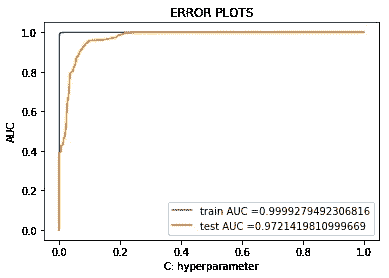 ERROR PLOTS
AUC
1.0
0.8
0.6
0.4
0.2
0.0
train AUC =0.9999279492306816
test AUC =0.9721419810999669
0.0 0.2 0.4 0.6 0.8 1.0
C: hyperparameter